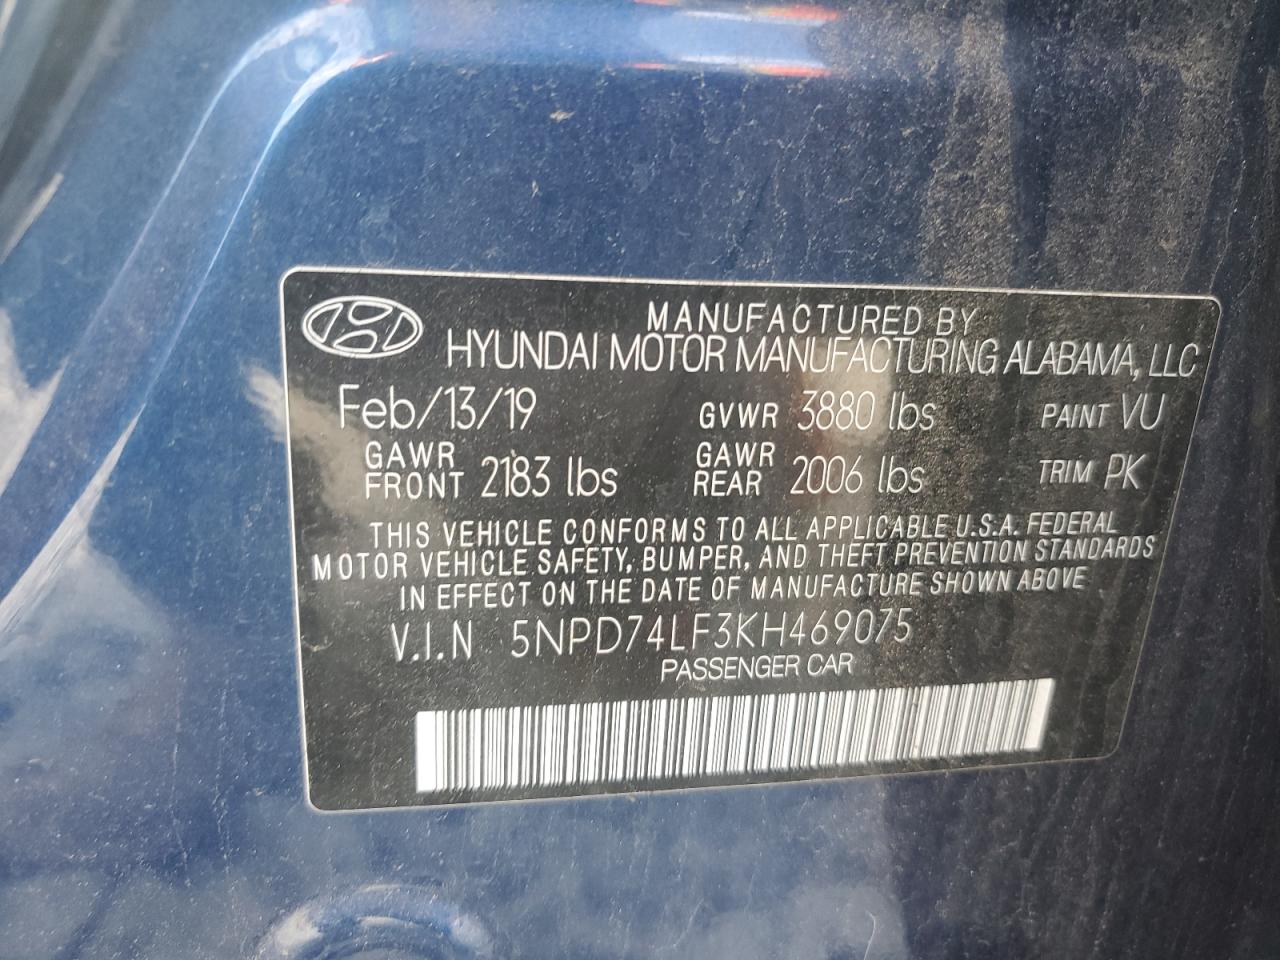 MANUFACTURED BY
HYUNDAI MOTOR MANUFACTURING ALABAMA, LLC
Feb/13/19 GVWR 3880 lbs PAINT VU
GAWR FRONT 2183 lbs GAWR REAR 2006 lbs TRIM PK
THIS VEHICLE CONFORMS TO ALL APPLICABLE U.S.A. FEDERAL
MOTOR VEHICLE SAFETY, BUMPER, AND THEFT PREVENTION STANDARDS
IN EFFECT ON THE DATE OF MANUFACTURE SHOWN ABOVE
V.I.N 5NPD74LF3KH469075
PASSENGER CAR